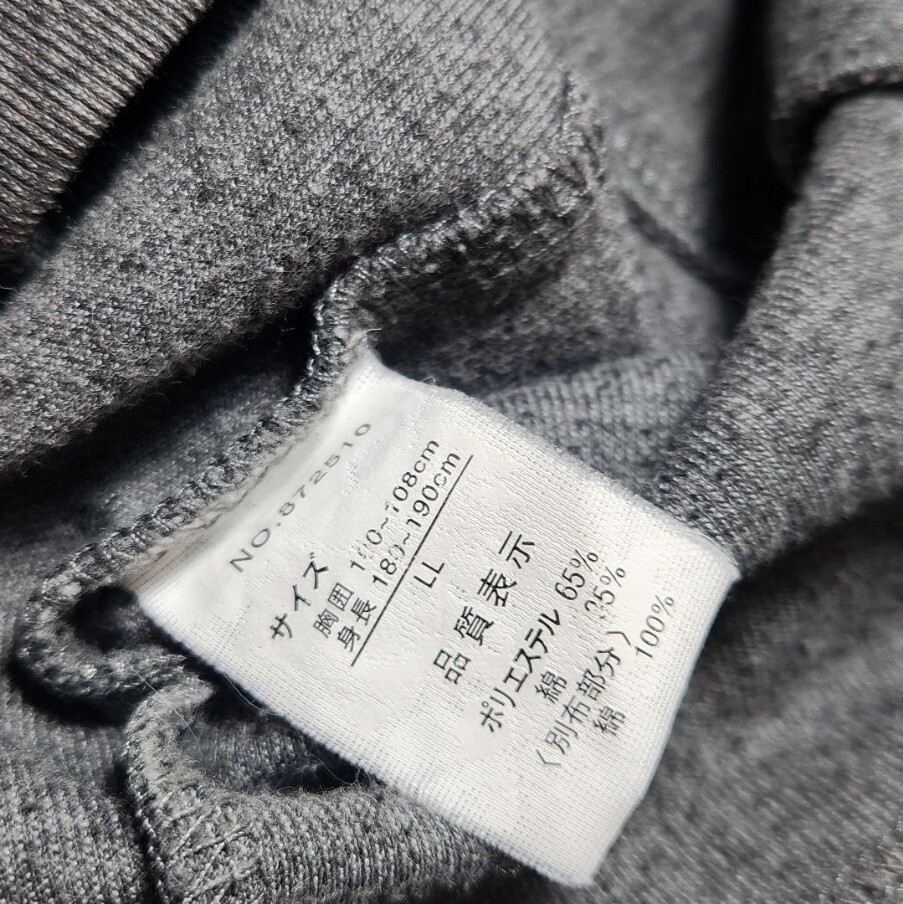 NO.872510
サイズ
胸囲 100~108cm
身長 180~190cm
LL
品質表示
ポリエステル 65%
綿 35%
〈別布部分〉
綿 100%